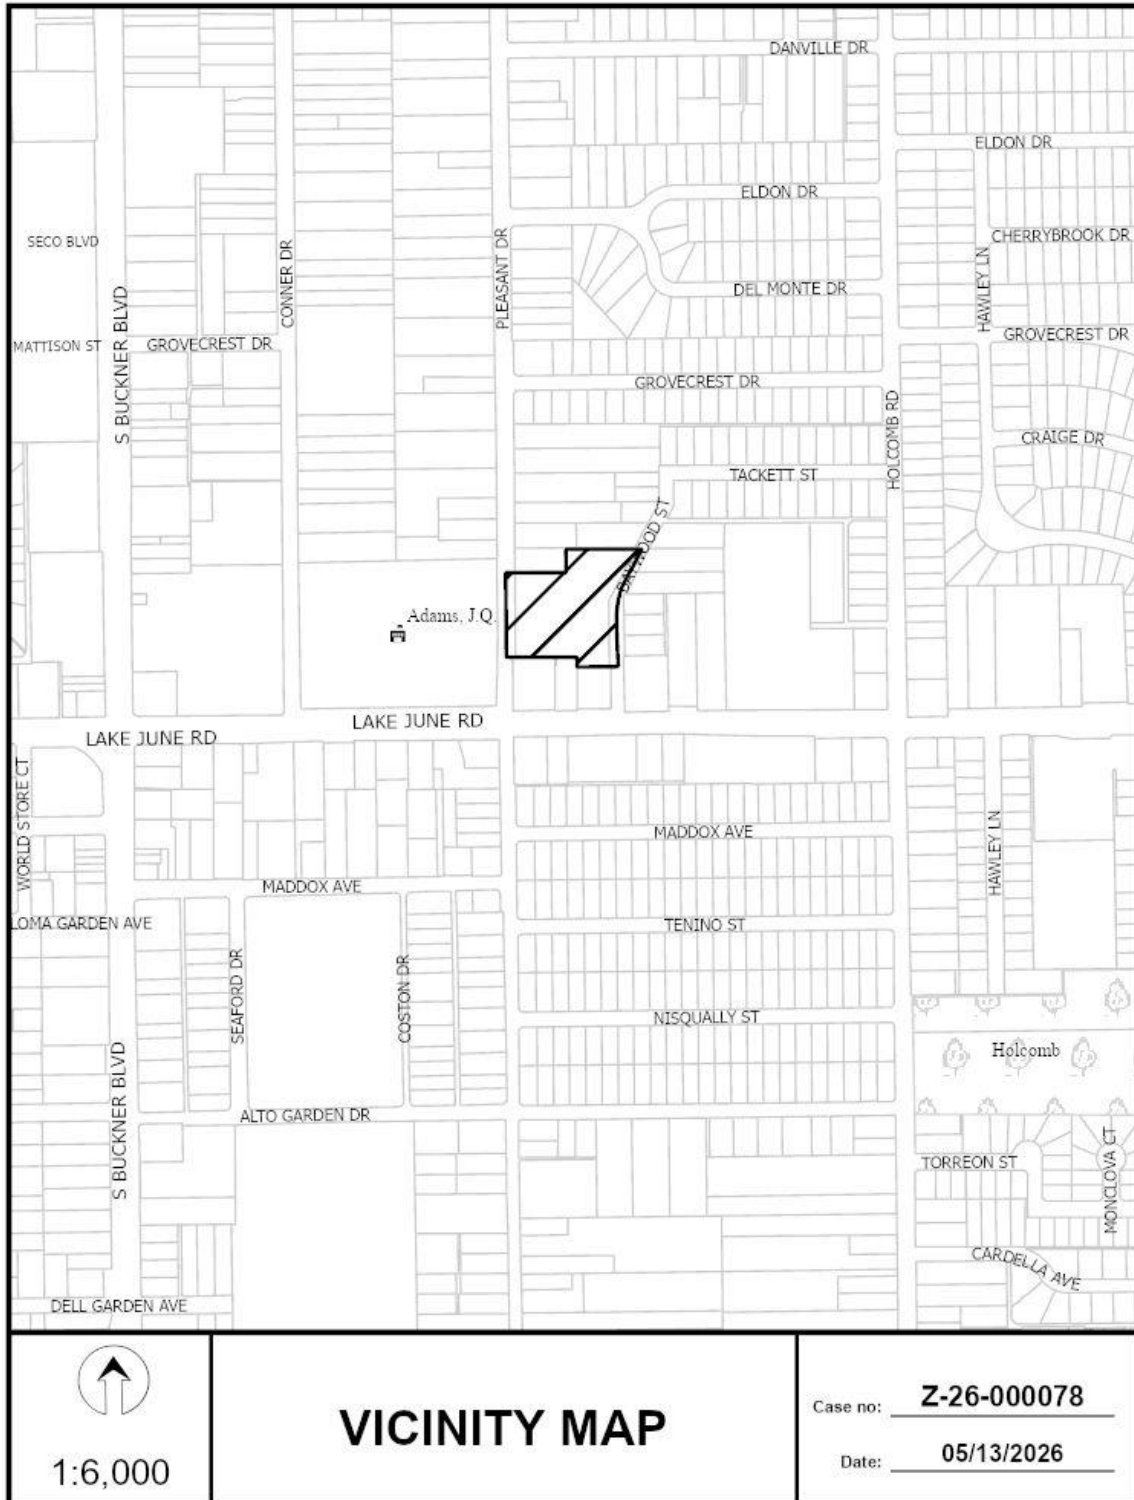 DANVILLE DR
ELDON DR
ELDON DR
SECO BLVD
CHERRYBROOK DR
CONNER DR
PLEASANT DR
HAWLEY LN
DEL MONTE DR
S BUCKNER BLVD
MATTISON ST
GROVECREST DR
GROVECREST DR
GROVECREST DR
HOLCOMB RD
CRAIGE DR
TACKETT ST
BAYWOOD ST
Adams, J.Q.
LAKE JUNE RD
LAKE JUNE RD
WORLD STORE CT
MADDOX AVE
HAWLEY LN
MADDOX AVE
LOMA GARDEN AVE
TENINO ST
SEAFORD DR
COSTON DR
NISQUALLY ST
Holcomb
S BUCKNER BLVD
ALTO GARDEN DR
TORREON ST
MONCLOVA CT
CARDELLA AVE
DELL GARDEN AVE
1:6,000
VICINITY MAP
Case no: Z-26-000078
Date: 05/13/2026